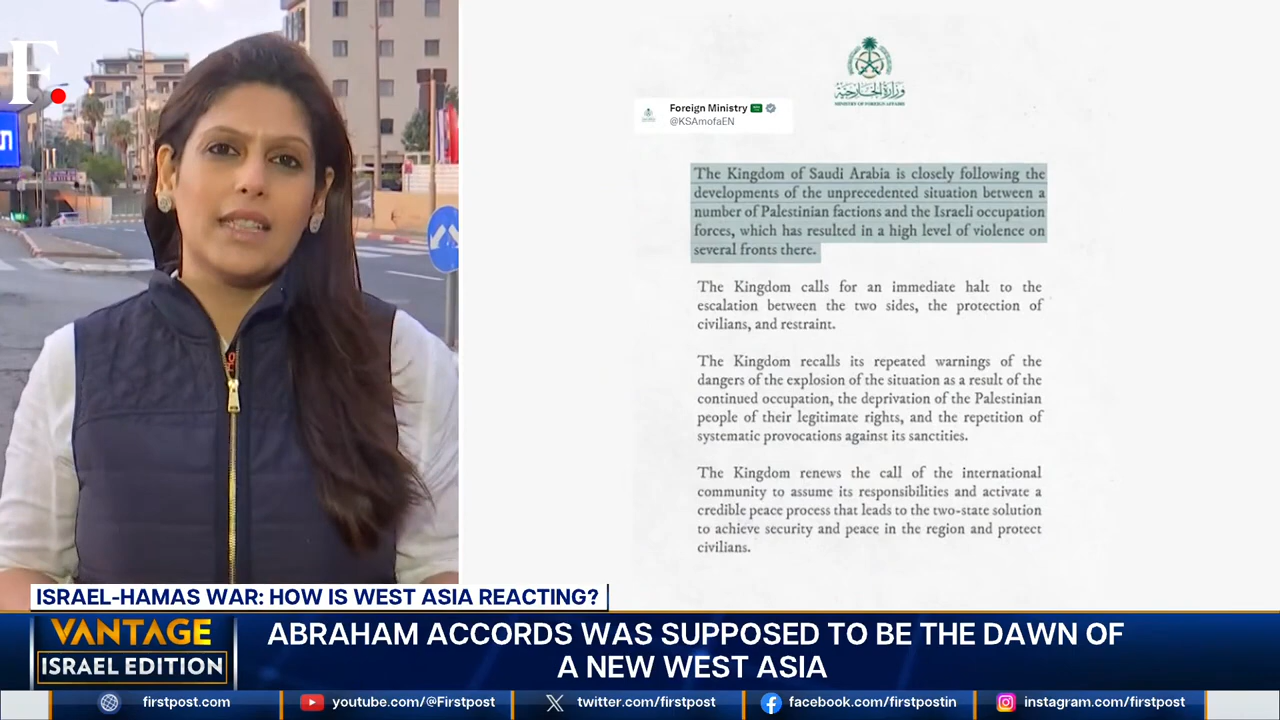 F.
وزارة الخارجية
MINISTRY OF FOREIGN AFFAIRS
Foreign Ministry
@KSAmofaEN
The Kingdom of Saudi Arabia is closely following the
developments of the unprecedented situation between a
number of Palestinian factions and the Israeli occupation
forces, which has resulted in a high level of violence on
several fronts there.
The Kingdom calls for an immediate halt to the
escalation between the two sides, the protection of
civilians, and restraint.
The Kingdom recalls its repeated warnings of the
dangers of the explosion of the situation as a result of the
continued occupation, the deprivation of the Palestinian
people of their legitimate rights, and the repetition of
systematic provocations against its sanctities.
The Kingdom renews the call of the international
community to assume its responsibilities and activate a
credible peace process that leads to the two-state solution
to achieve security and peace in the region and protect
civilians.
ISRAEL-HAMAS WAR: HOW IS WEST ASIA REACTING?
VANTAGE
ISRAEL EDITION
ABRAHAM ACCORDS WAS SUPPOSED TO BE THE DAWN OF
A NEW WEST ASIA
firstpost.com
youtube.com/@Firstpost
twitter.com/firstpost
facebook.com/firstpostin
instagram.com/firstpost